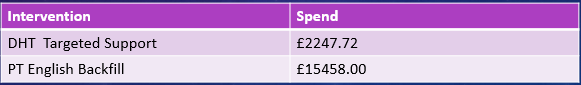 Intervention Spend
DHT  Targeted Support £2247.72
PT English Backfill £15458.00